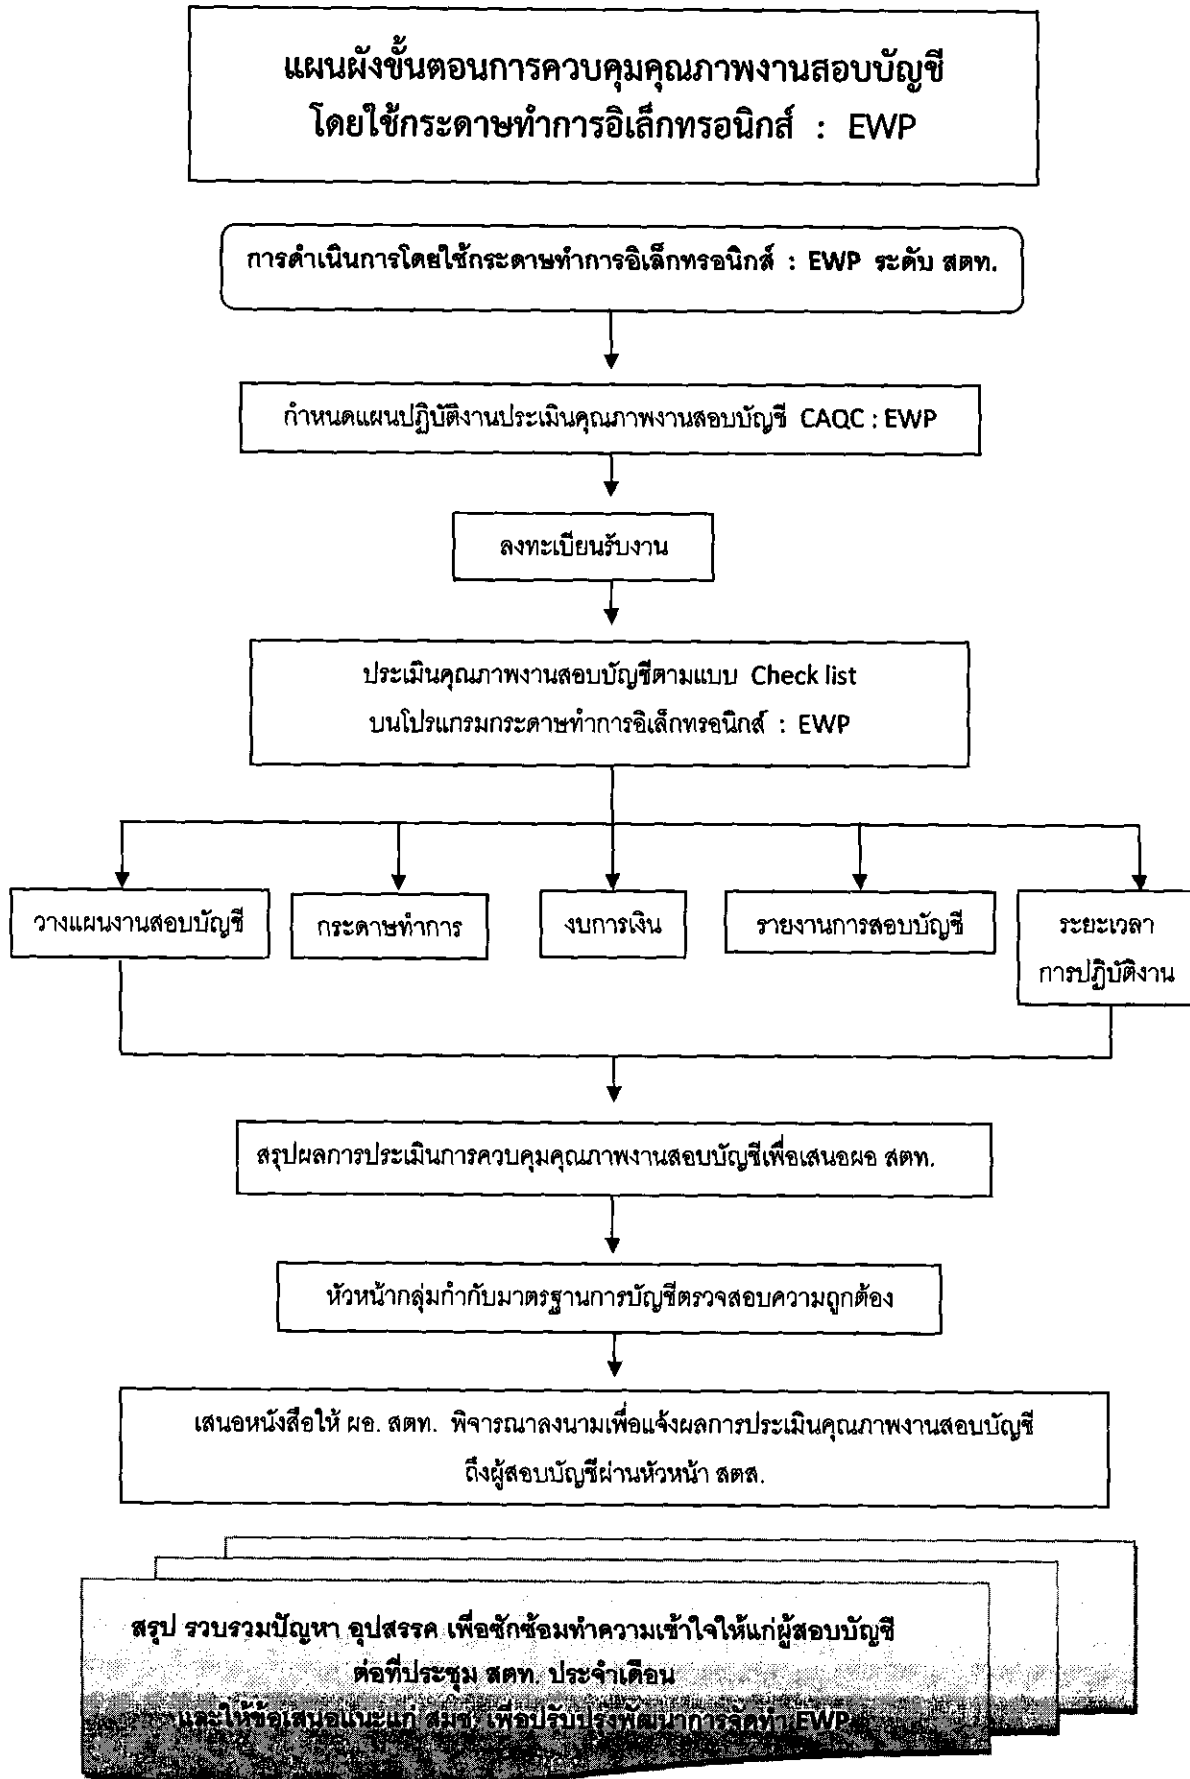 แผนผังขั้นตอนการควบคุมคุณภาพงานสอบบัญชี
โดยใช้กระดาษทำการอิเล็กทรอนิกส์ : EWP
การดำเนินการโดยใช้กระดาษทำการอิเล็กทรอนิกส์ : EWP ระดับ สตท.
กำหนดแผนปฏิบัติงานประเมินคุณภาพงานสอบบัญชี CAQC : EWP
ลงทะเบียนรับงาน
ประเมินคุณภาพงานสอบบัญชีตามแบบ Check list
บนโปรแกรมกระดาษทำการอิเล็กทรอนิกส์ : EWP
วางแผนงานสอบบัญชี
กระดาษทำการ
งบการเงิน
รายงานการสอบบัญชี
ระยะเวลา
การปฏิบัติงาน
สรุปผลการประเมินการควบคุมคุณภาพงานสอบบัญชีเพื่อเสนอผอ สตท.
หัวหน้ากลุ่มกำกับมาตรฐานการบัญชีตรวจสอบความถูกต้อง
เสนอหนังสือให้ ผอ. สตท. พิจารณาลงนามเพื่อแจ้งผลการประเมินคุณภาพงานสอบบัญชี
ถึงผู้สอบบัญชีผ่านหัวหน้า สตส.
สรุป รวบรวมปัญหา อุปสรรค เพื่อซักซ้อมทำความเข้าใจให้แก่ผู้สอบบัญชี
ต่อที่ประชุม สตท. ประจำเดือน
และให้ข้อเสนอแนะแก่ สมช. เพื่อปรับปรุงพัฒนาการจัดทำ EWP